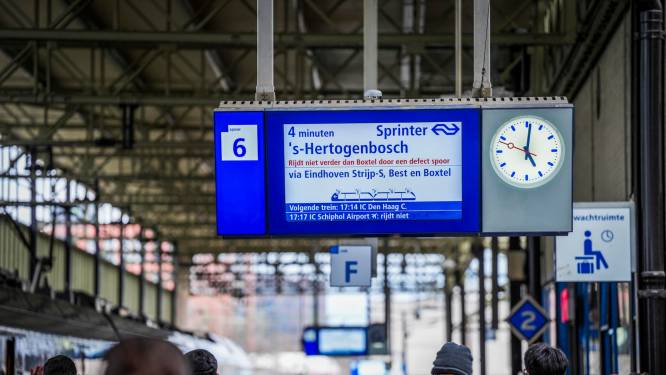 spoor
6
4 minuten
Sprinter
's-Hertogenbosch
Rijdt niet verder dan Boxtel door een defect spoor
via Eindhoven Strijp-S, Best en Boxtel
Volgende trein: 17:14 IC Den Haag C.
17:17 IC Schiphol Airport: rijdt niet
F
wachtruimte
2